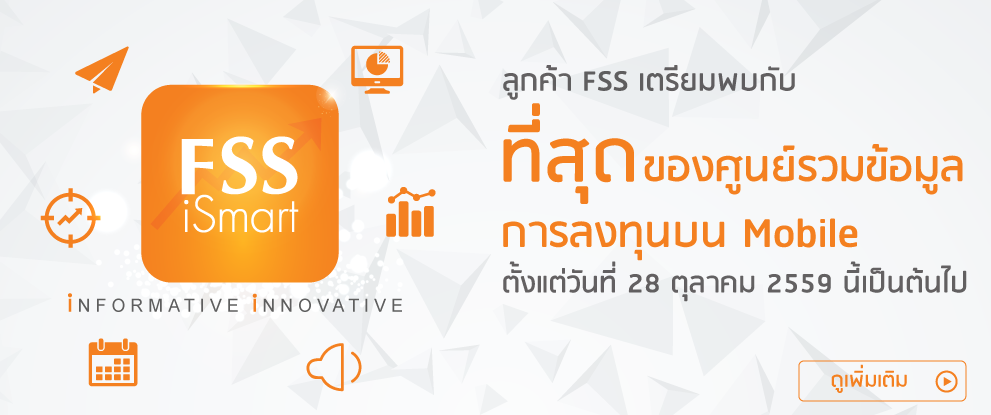 FSS
iSmart
iNFORMATIVE iNNOVATIVE
ลูกค้า FSS เตรียมพบกับ
ที่สุดของศูนย์รวมข้อมูล
การลงทุนบน Mobile
ตั้งแต่วันที่ 28 ตุลาคม 2559 นี้เป็นต้นไป
ดูเพิ่มเติม